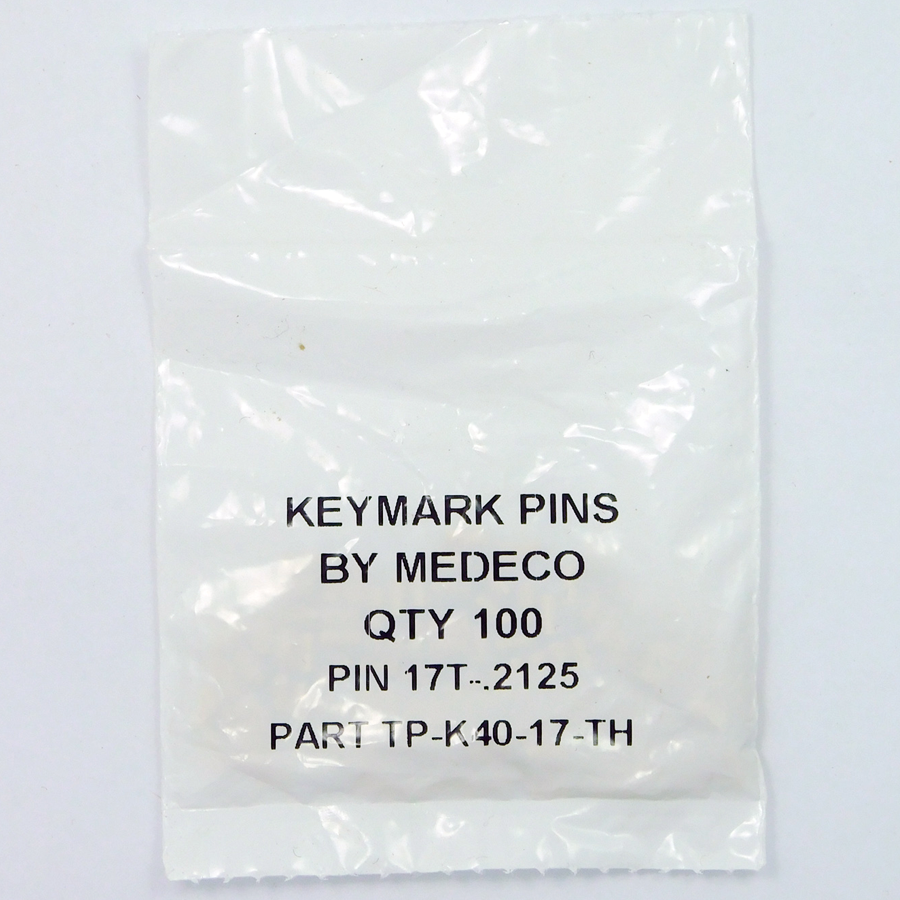 KEYMARK PINS
BY MEDECO
QTY 100
PIN 17T-.2125
PART TP-K40-17-TH